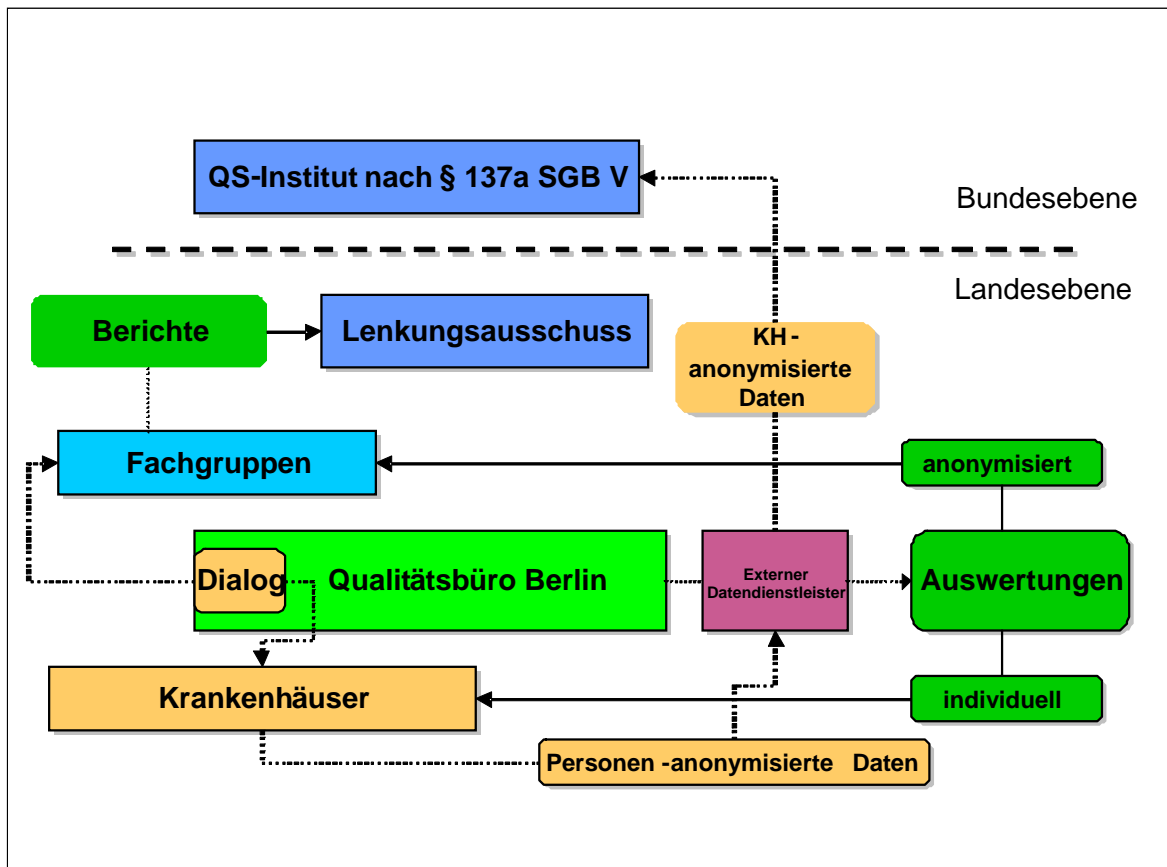 QS-Institut nach § 137a SGB V
Bundesebene
Landesebene
Berichte
Lenkungsausschuss
KH -
anonymisierte
Daten
Fachgruppen
anonymisiert
Dialog
Qualitätsbüro Berlin
Externer
Datendienstleister
Auswertungen
Krankenhäuser
individuell
Personen -anonymisierte Daten